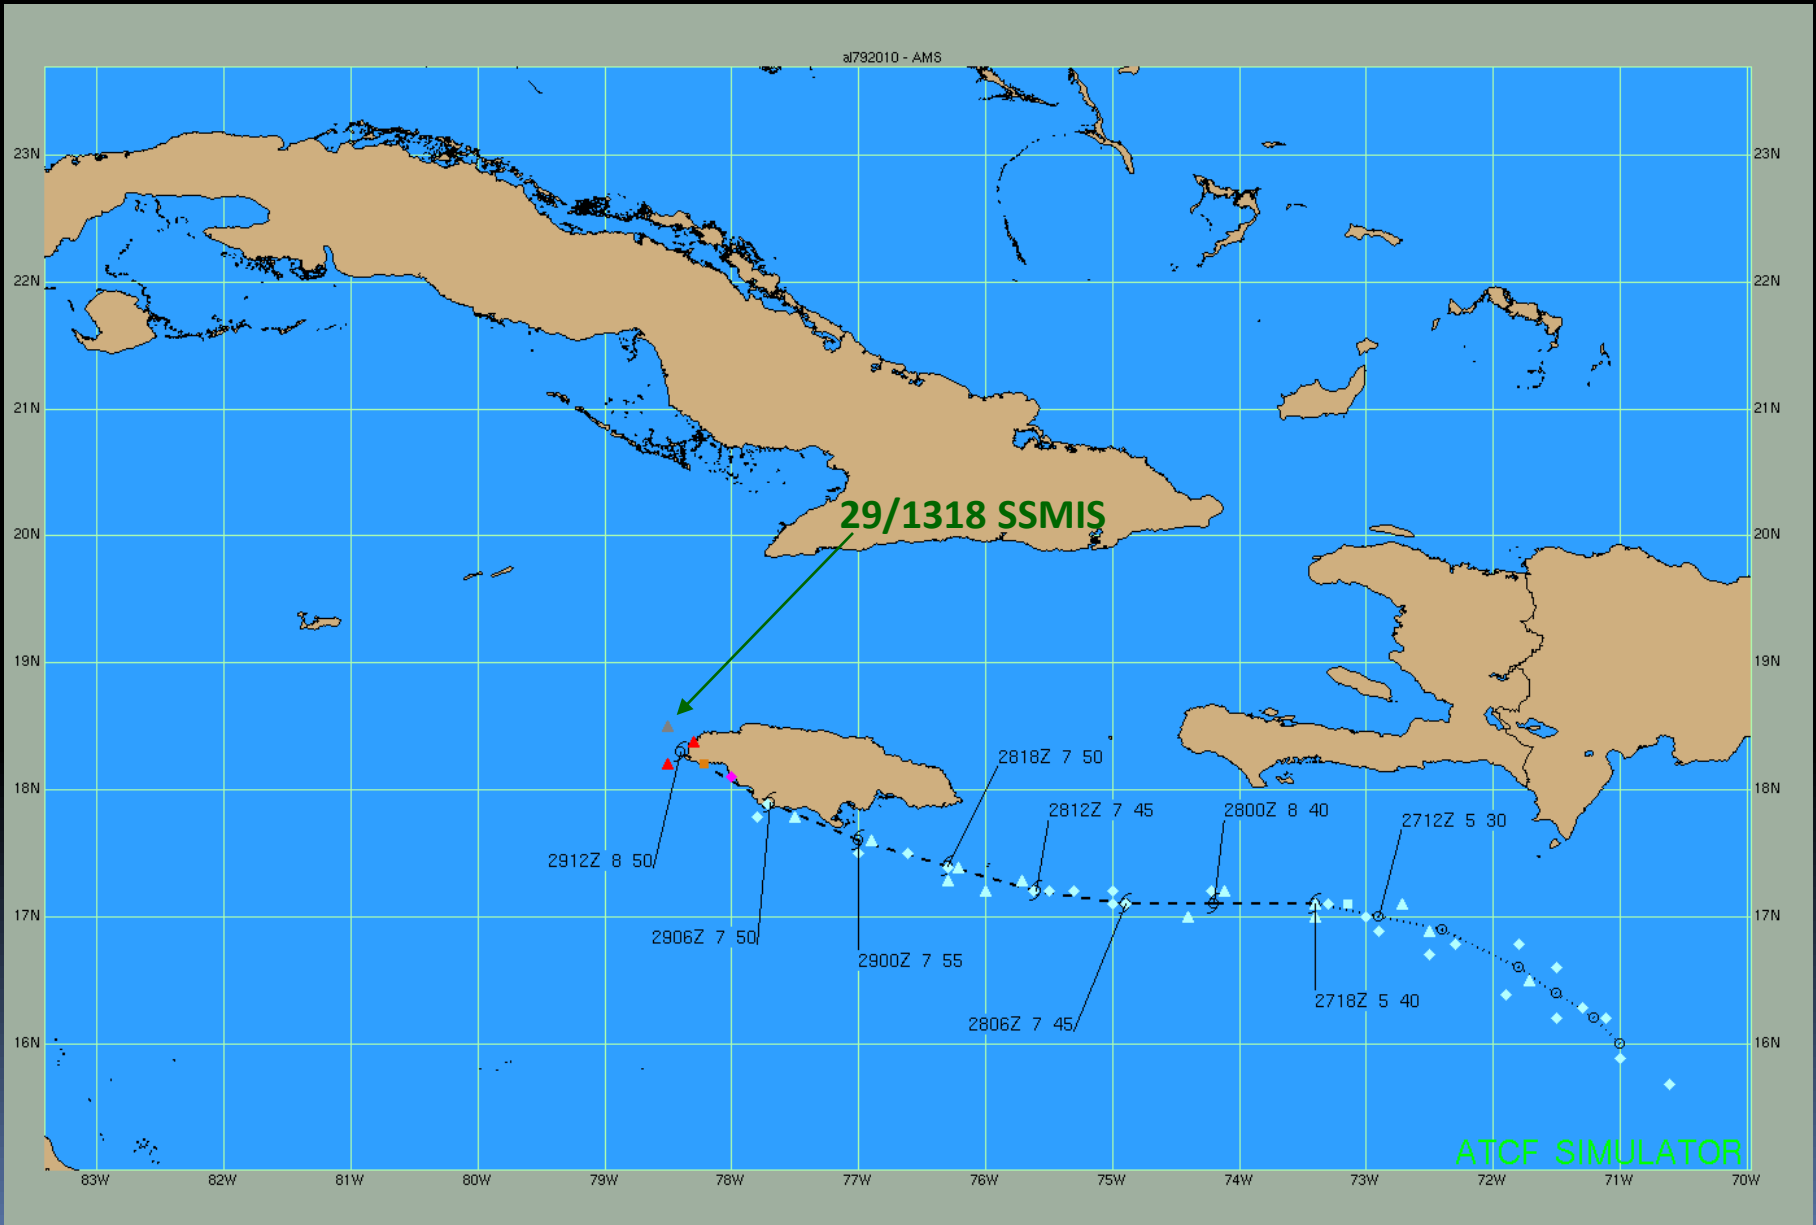 al792010 - AMS
23N 23N
22N 22N
21N 21N
29/1318 SSMIS
20N 20N
19N 19N
2818Z 7 50
18N 18N
2812Z 7 45
2800Z 8 40
2712Z 5 30
2912Z 8 50
17N 17N
2906Z 7 50
2900Z 7 55
2718Z 5 40
2806Z 7 45
16N 16N
ATCF SIMULATOR
83W 82W 81W 80W 79W 78W 77W 76W 75W 74W 73W 72W 71W 70W